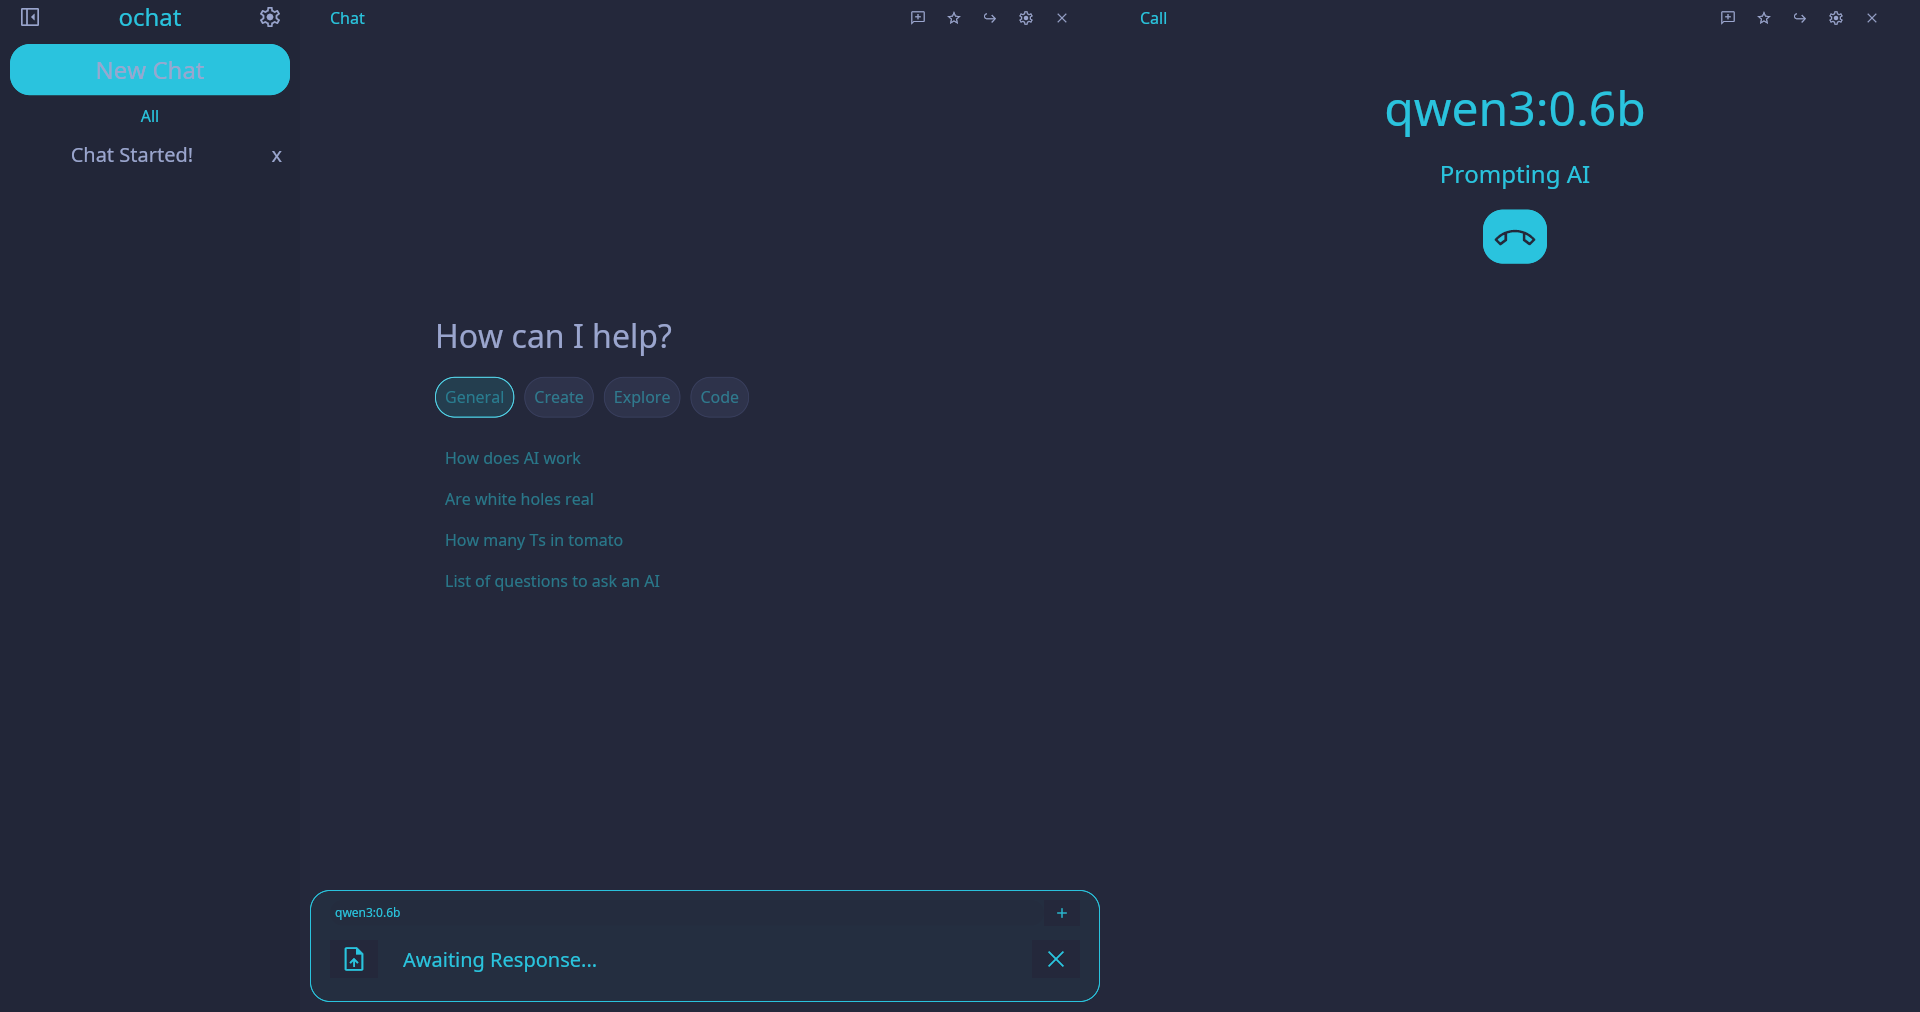 ochat
New Chat
All
Chat Started!
x
Chat
How can I help?
General
Create
Explore
Code
How does AI work
Are white holes real
How many Ts in tomato
List of questions to ask an AI
qwen3:0.6b
Awaiting Response...
Call
qwen3:0.6b
Prompting AI